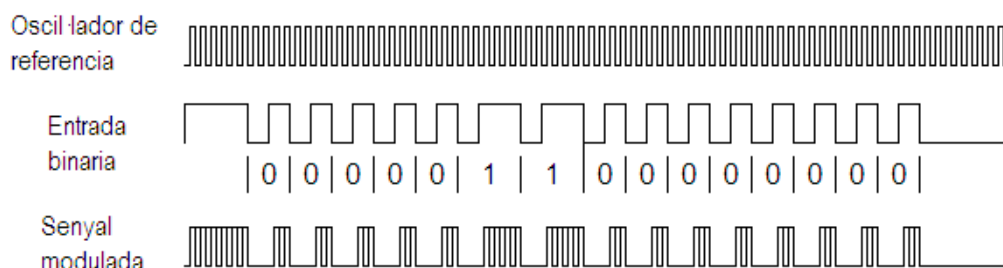 Oscil·lador de
referencia
Entrada
binaria
0 0 0 0 0 1 1 0 0 0 0 0 0 0 0
Senyal
modulada